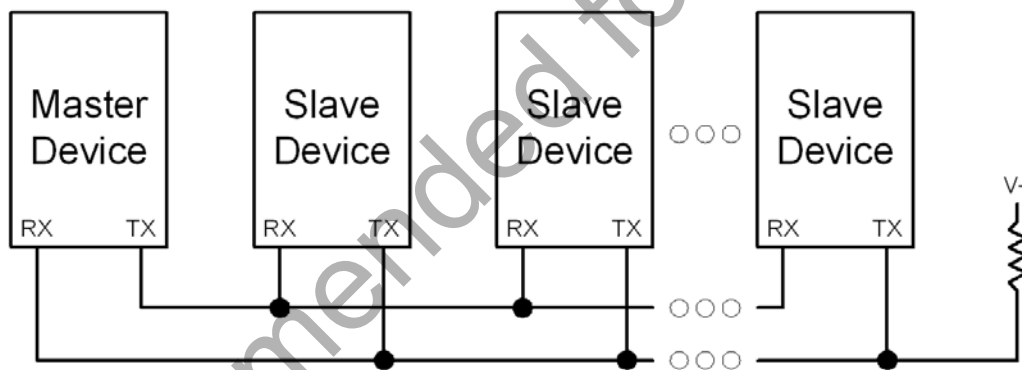 Master
Device
Slave
Device
Slave
Device
Slave
Device
RX TX
RX TX
RX TX
RX TX